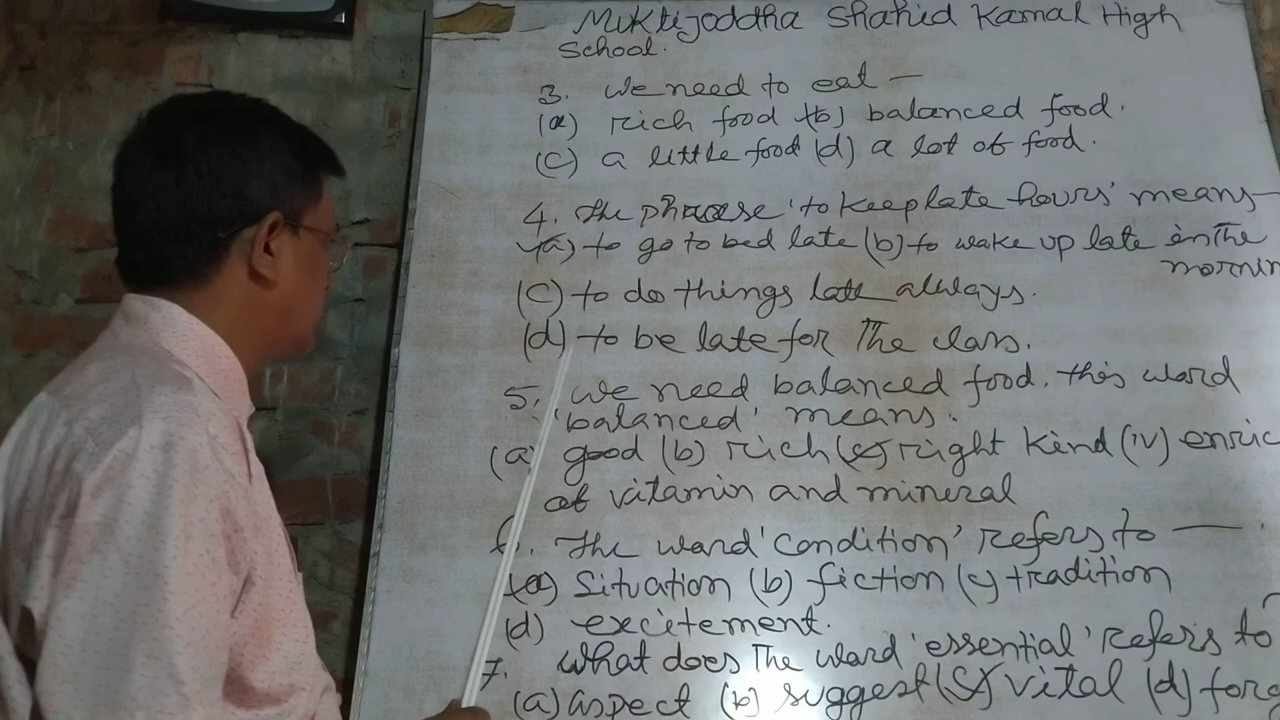 Muktijoddha Shahid Kamal High
School.
3. We need to eat —
(a) rich food (b) balanced food.
(c) a little food (d) a lot of food.
4. The phrase 'to keep late hours' means—
(a) to go to bed late (b) to wake up late in the
mornin
(c) to do things late always.
(d) to be late for The class.
5. We need balanced food. this word
'balanced' means.
(a) good (b) rich (c) right kind (iv) enric
of vitamin and mineral
6. The word 'condition' refers to —.
(a) Situation (b) fiction (c) tradition
(d) excitement.
7. What does The word 'essential' refers to ?
(a) aspect (b) suggest (c) vital (d) forg